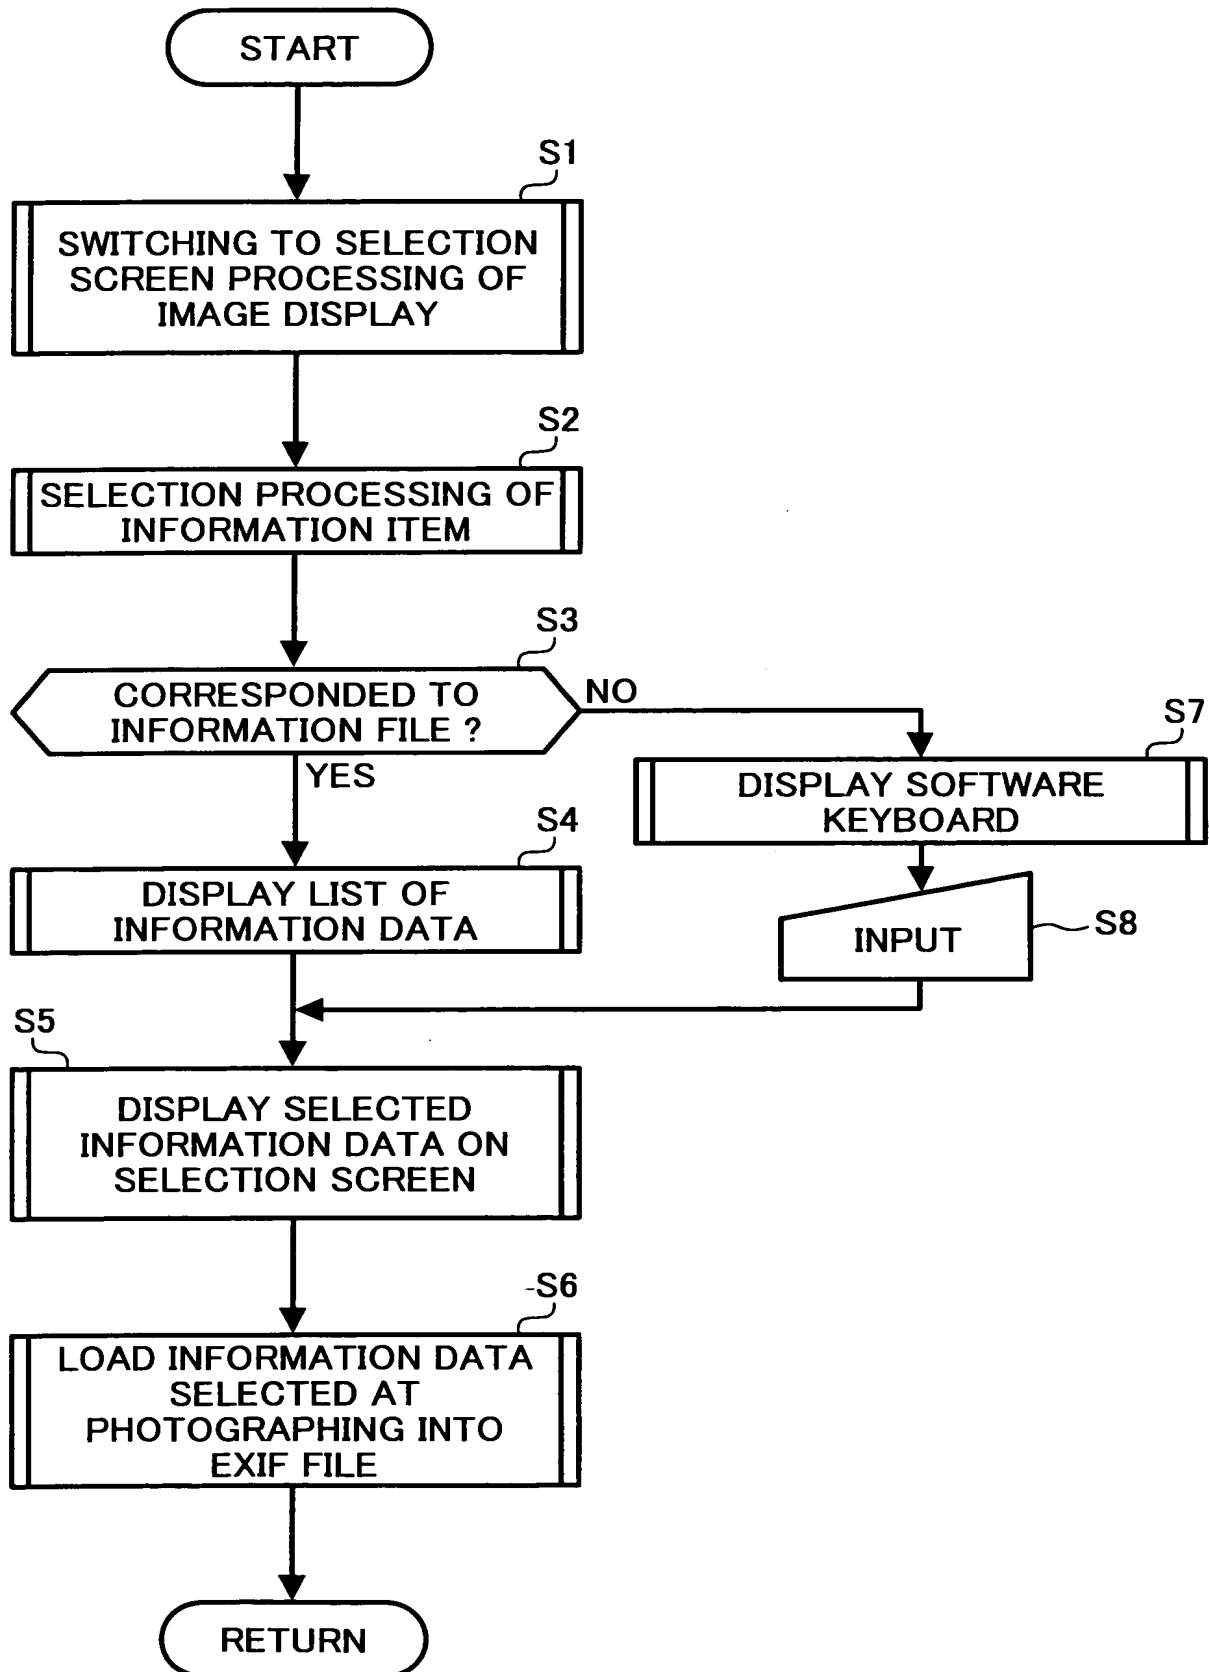 START
S1
SWITCHING TO SELECTION
SCREEN PROCESSING OF
IMAGE DISPLAY
S2
SELECTION PROCESSING OF
INFORMATION ITEM
S3
CORRESPONDED TO
INFORMATION FILE ?
NO
YES
S7
DISPLAY SOFTWARE
KEYBOARD
S4
DISPLAY LIST OF
INFORMATION DATA
INPUT
S8
S5
DISPLAY SELECTED
INFORMATION DATA ON
SELECTION SCREEN
S6
LOAD INFORMATION DATA
SELECTED AT
PHOTOGRAPHING INTO
EXIF FILE
RETURN